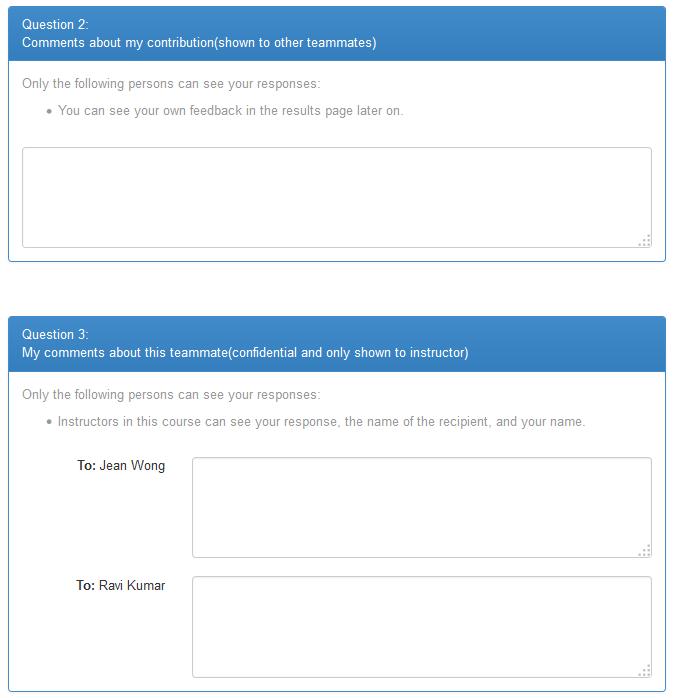 Question 2:
Comments about my contribution(shown to other teammates)
Only the following persons can see your responses:
• You can see your own feedback in the results page later on.
Question 3:
My comments about this teammate(confidential and only shown to instructor)
Only the following persons can see your responses:
• Instructors in this course can see your response, the name of the recipient, and your name.
To: Jean Wong
To: Ravi Kumar